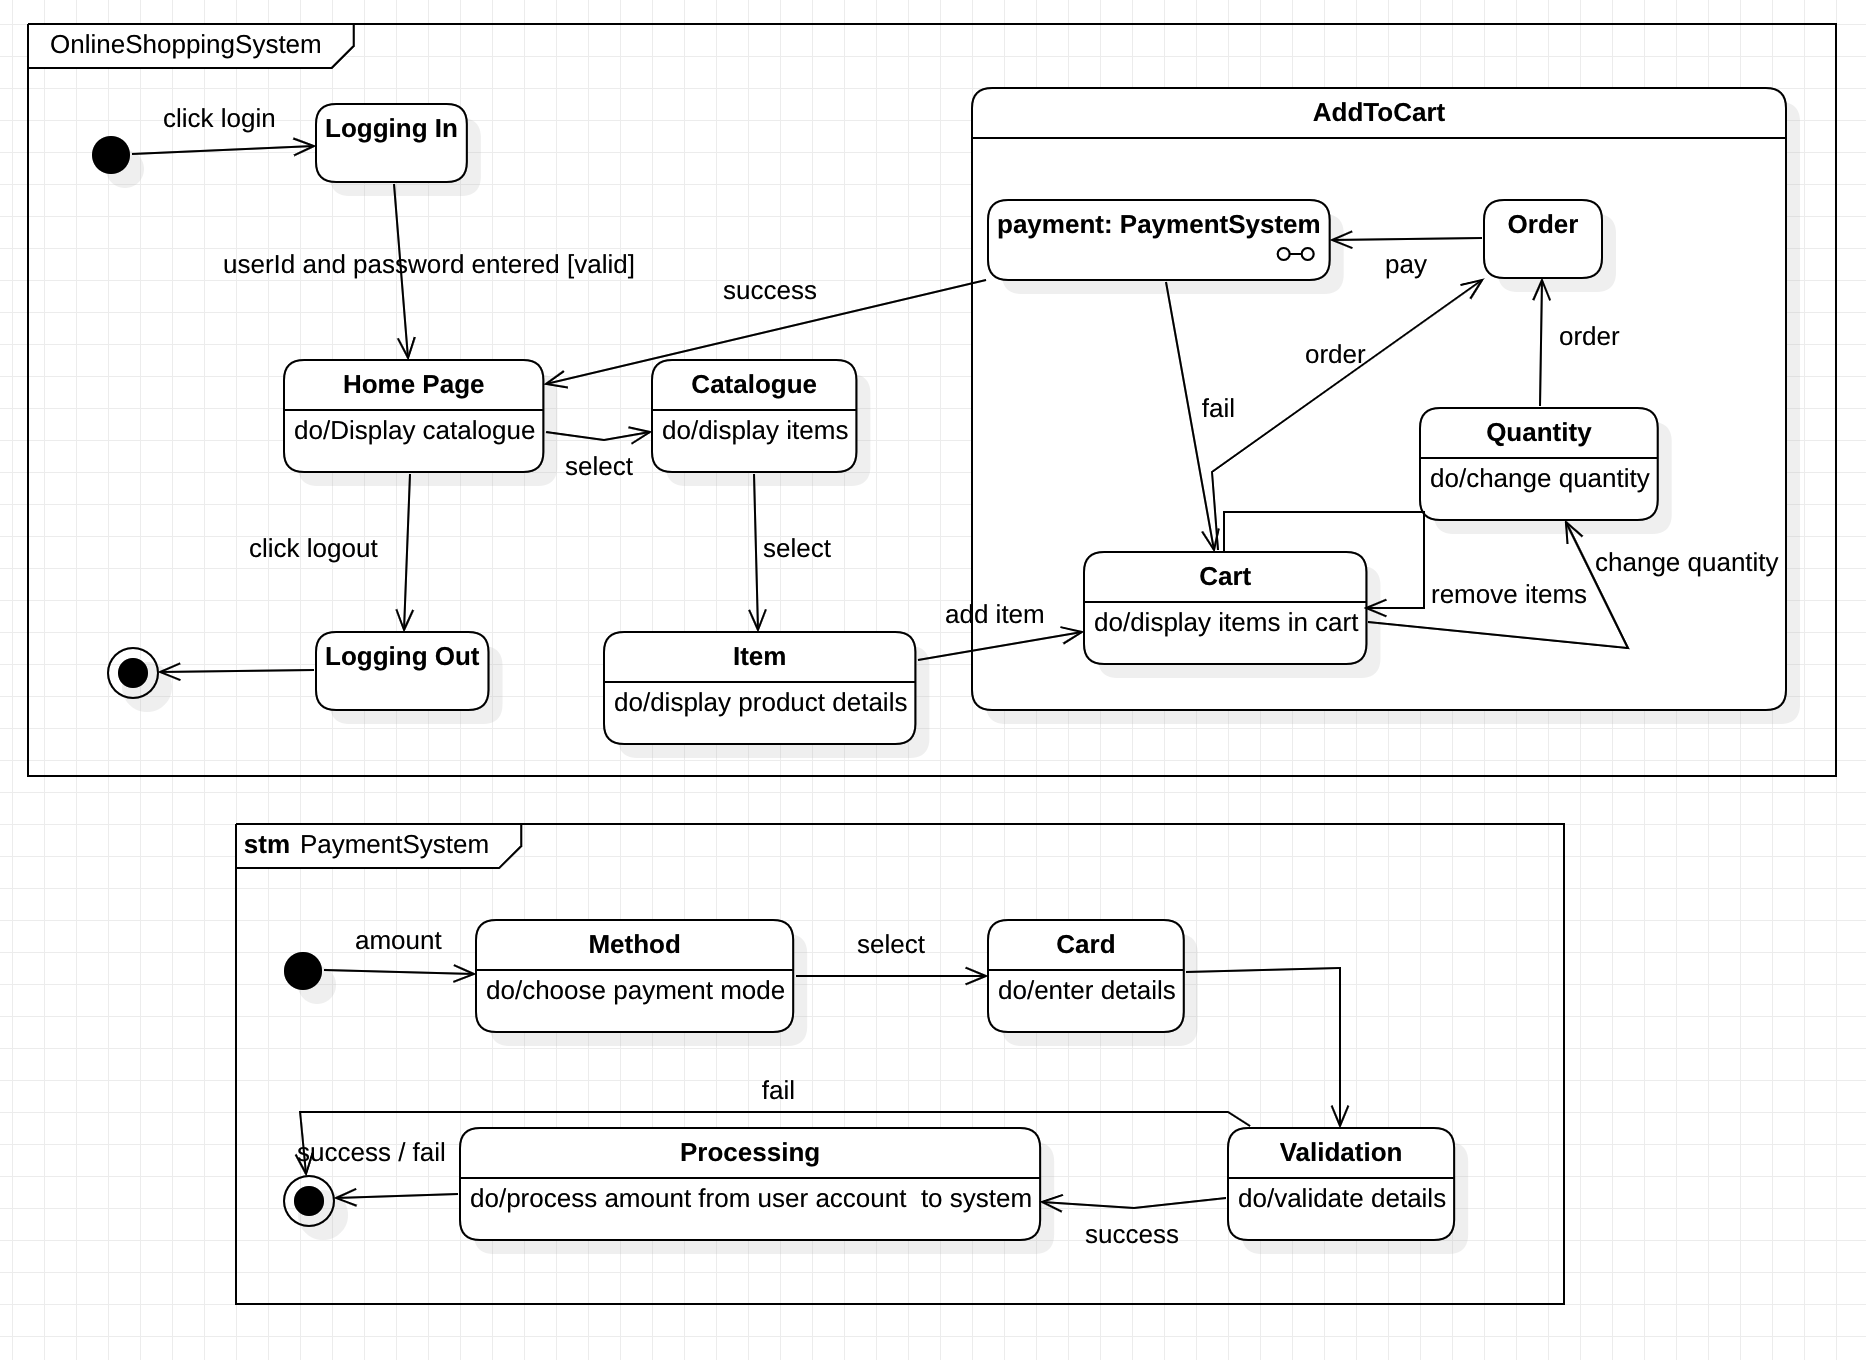 OnlineShoppingSystem
click login
Logging In
AddToCart
payment: PaymentSystem
Order
pay
userId and password entered [valid]
success
order
order
Home Page
do/Display catalogue
Catalogue
do/display items
select
fail
Quantity
do/change quantity
click logout
select
change quantity
Cart
do/display items in cart
remove items
add item
Logging Out
Item
do/display product details
stm PaymentSystem
amount
Method
do/choose payment mode
select
Card
do/enter details
fail
success / fail
Processing
do/process amount from user account  to system
Validation
do/validate details
success